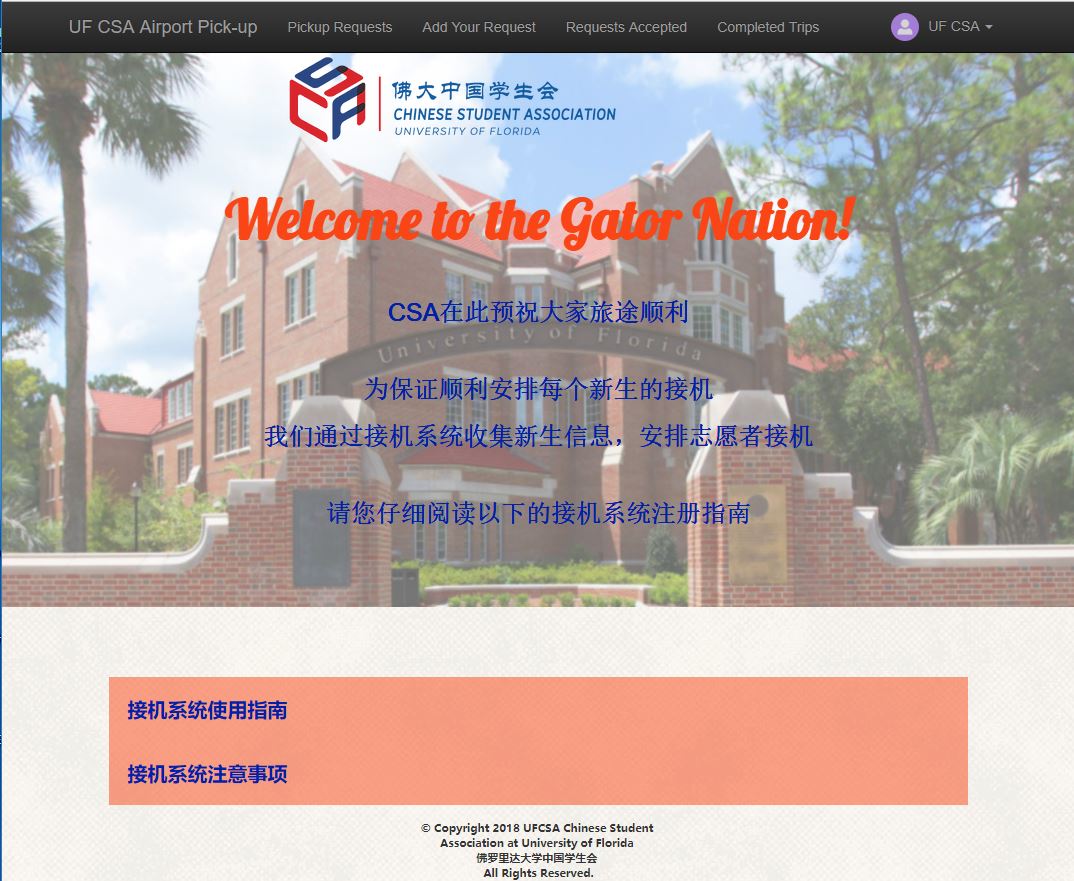 UF CSA Airport Pick-up Pickup Requests Add Your Request Requests Accepted Completed Trips UF CSA
CSA
佛大中国学生会
CHINESE STUDENT ASSOCIATION
UNIVERSITY OF FLORIDA
Welcome to the Gator Nation!
CSA在此预祝大家旅途顺利
University of Florida
为保证顺利安排每个新生的接机
我们通过接机系统收集新生信息，安排志愿者接机
请您仔细阅读以下的接机系统注册指南
接机系统使用指南
接机系统注意事项
© Copyright 2018 UFCSA Chinese Student
Association at University of Florida
佛罗里达大学中国学生会
All Rights Reserved.